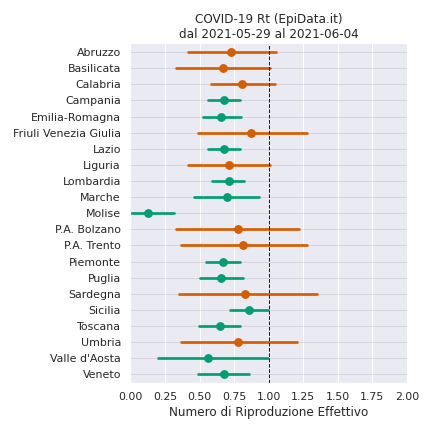 COVID-19 Rt (EpiData.it)
dal 2021-05-29 al 2021-06-04
Abruzzo
Basilicata
Calabria
Campania
Emilia-Romagna
Friuli Venezia Giulia
Lazio
Liguria
Lombardia
Marche
Molise
P.A. Bolzano
P.A. Trento
Piemonte
Puglia
Sardegna
Sicilia
Toscana
Umbria
Valle d'Aosta
Veneto
0.00 0.25 0.50 0.75 1.00 1.25 1.50 1.75 2.00
Numero di Riproduzione Effettivo